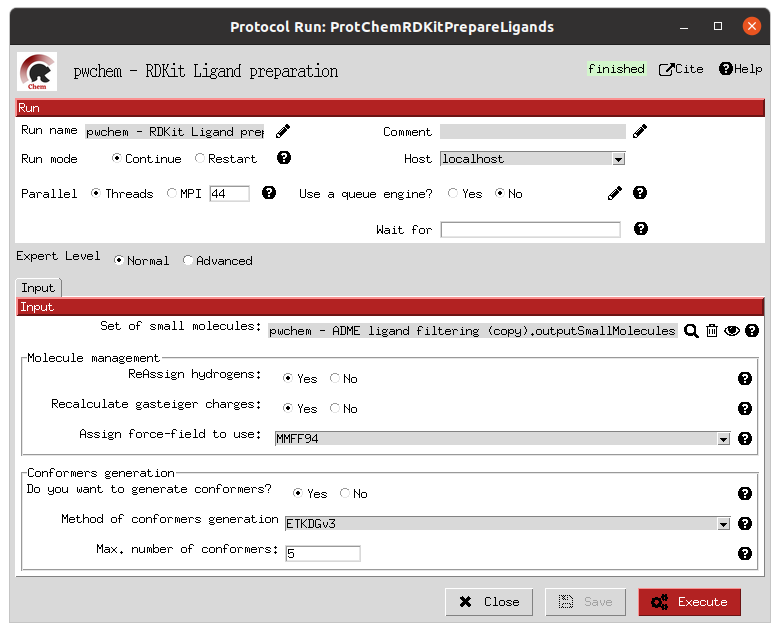 Protocol Run: ProtChemRDKitPrepareLigands
Chem
pwchem - RDKit Ligand preparation
finished Cite Help
Run
Run name pwchem - RDKit Ligand prep Comment
Run mode Continue Restart Host localhost
Parallel Threads MPI 44 Use a queue engine? Yes No
Wait for
Expert Level Normal Advanced
Input
Input
Set of small molecules: pwchem - ADME ligand filtering (copy).outputSmallMolecules
Molecule management
ReAssign hydrogens: Yes No
Recalculate gasteiger charges: Yes No
Assign force-field to use: MMFF94
Conformers generation
Do you want to generate conformers? Yes No
Method of conformers generation ETKDGv3
Max. number of conformers: 5
Close Save Execute